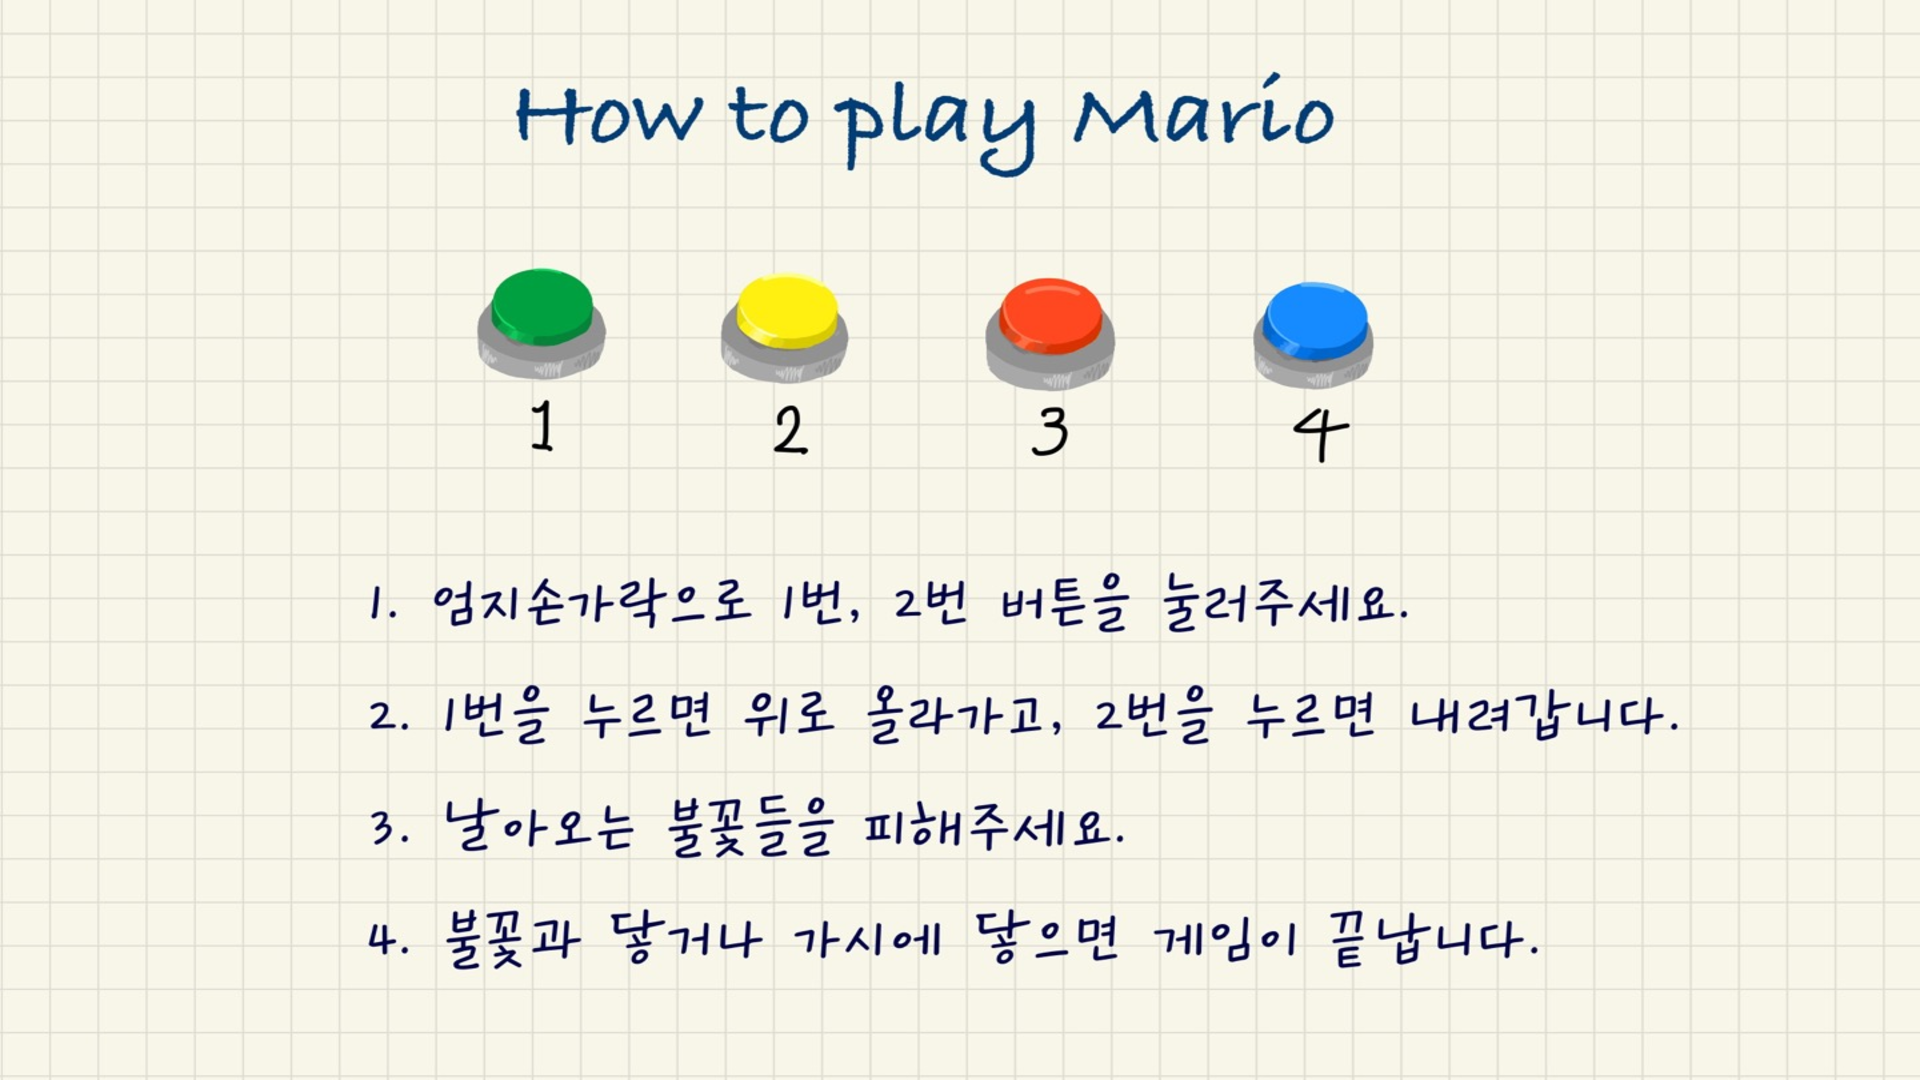 How to play Mario
1 2 3 4
1. 엄지손가락으로 1번, 2번 버튼을 눌러주세요.
2. 1번을 누르면 위로 올라가고, 2번을 누르면 내려갑니다.
3. 날아오는 불꽃들을 피해주세요.
4. 불꽃과 닿거나 가시에 닿으면 게임이 끝납니다.